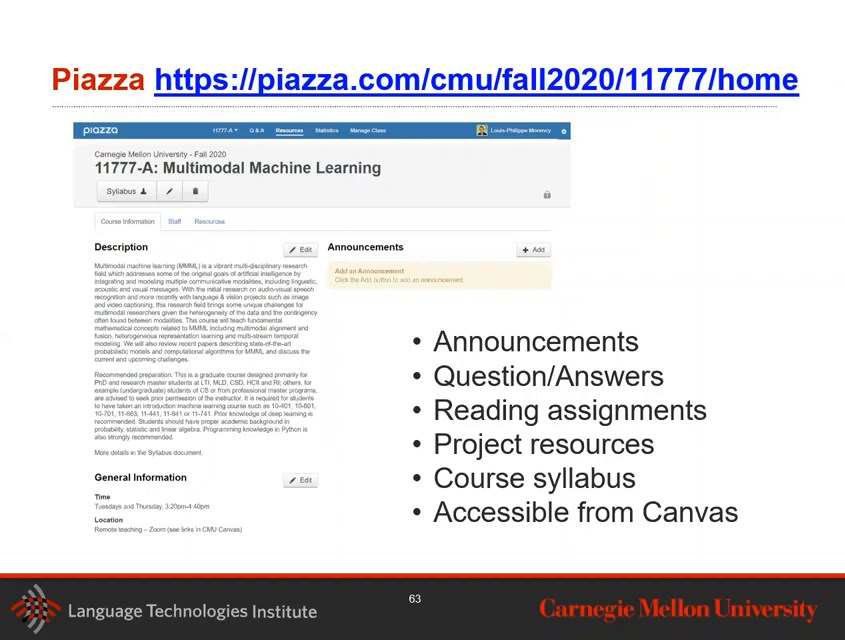 Piazza https://piazza.com/cmu/fall2020/11777/home
piazza 11777-A Q & A Resources Statistics Manage Class Louis-Philippe Morency
Carnegie Mellon University - Fall 2020
11777-A: Multimodal Machine Learning
Syllabus
Course Information Staff Resources
Description Edit
Multimodal machine learning (MMML) is a vibrant multi-disciplinary research
field which addresses some of the original goals of artificial intelligence by
integrating and modeling multiple communicative modalities, including linguistic,
acoustic and visual messages. With the initial research on audio-visual speech
recognition and more recently with language & vision projects such as image
and video captioning, this research field brings some unique challenges for
multimodal researchers given the heterogeneity of the data and the contingency
often found between modalities. This course will teach fundamental
mathematical concepts related to MMML including multimodal alignment and
fusion, heterogeneous representation learning and multi-stream temporal
modeling. We will also review recent papers describing state-of-the-art
probabilistic models and computational algorithms for MMML and discuss the
current and upcoming challenges.
Recommended preparation: This is a graduate course designed primarily for
PhD and research master students at LTI, MLD, CSD, HCII and RI; others, for
example (undergraduate) students of CS or from professional master programs,
are advised to seek prior permission of the instructor. It is required for students
to have taken an introduction machine learning course such as 10-401, 10-601,
10-701, 11-663, 11-441, 11-641 or 11-741. Prior knowledge of deep learning is
recommended. Students should have proper academic background in
probability, statistic and linear algebra. Programming knowledge in Python is
also strongly recommended.
More details in the Syllabus document.
General Information Edit
Time
Tuesdays and Thursday, 3:20pm-4:40pm
Location
Remote teaching – Zoom (see links in CMU Canvas)
Announcements Add
Add an Announcement
Click the Add button to add an announcement.
• Announcements
• Question/Answers
• Reading assignments
• Project resources
• Course syllabus
• Accessible from Canvas
Language Technologies Institute
63
Carnegie Mellon University